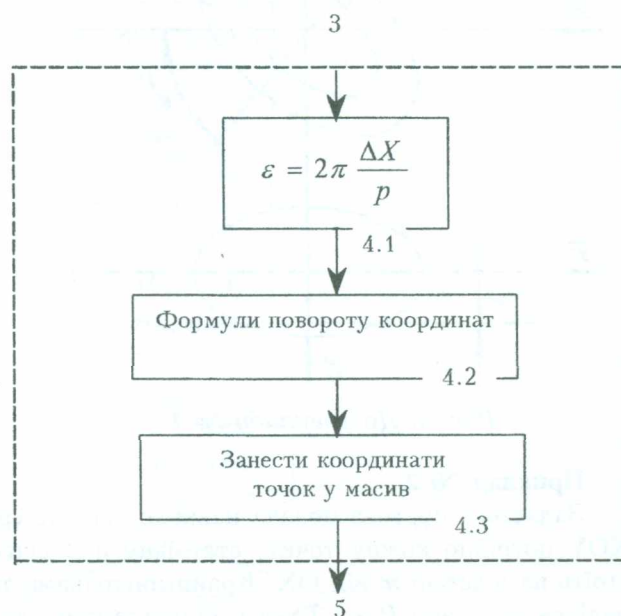 3
ε = 2π ΔX/p
4.1
Формули повороту координат
4.2
Занести координати
точок у масив
4.3
5